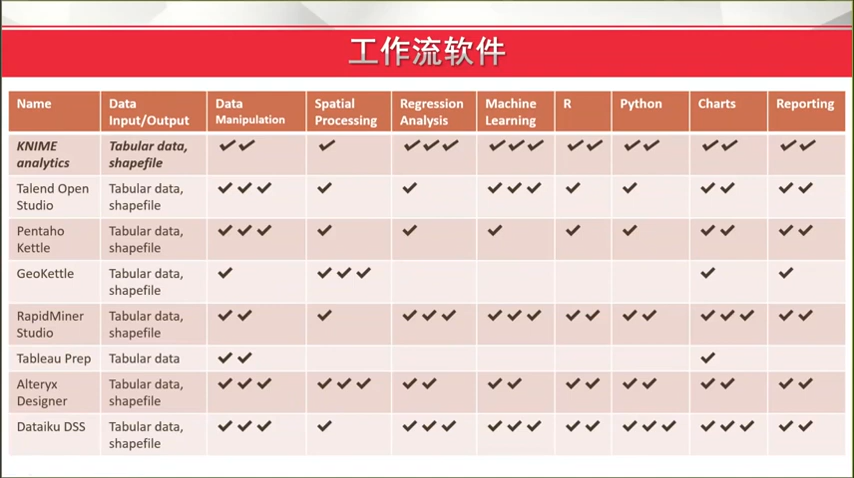 工作流软件
Name Data Input/Output Data Manipulation Spatial Processing Regression Analysis Machine Learning R Python Charts Reporting
KNIME analytics Tabular data, shapefile ✓✓ ✓ ✓✓✓ ✓✓✓ ✓✓ ✓✓ ✓✓ ✓✓
Talend Open Studio Tabular data, shapefile ✓✓✓ ✓ ✓ ✓✓✓ ✓ ✓ ✓✓ ✓✓
Pentaho Kettle Tabular data, shapefile ✓✓✓ ✓ ✓ ✓ ✓ ✓ ✓✓ ✓✓
GeoKettle Tabular data, shapefile ✓ ✓✓✓ ✓ ✓
RapidMiner Studio Tabular data, shapefile ✓✓ ✓ ✓✓✓ ✓✓✓ ✓✓ ✓✓ ✓✓✓ ✓✓
Tableau Prep Tabular data ✓✓ ✓
Alteryx Designer Tabular data, shapefile ✓✓✓ ✓✓✓ ✓✓ ✓✓ ✓✓ ✓✓ ✓✓ ✓✓
Dataiku DSS Tabular data, shapefile ✓✓✓ ✓ ✓✓✓ ✓✓✓ ✓✓ ✓✓✓ ✓✓✓ ✓✓